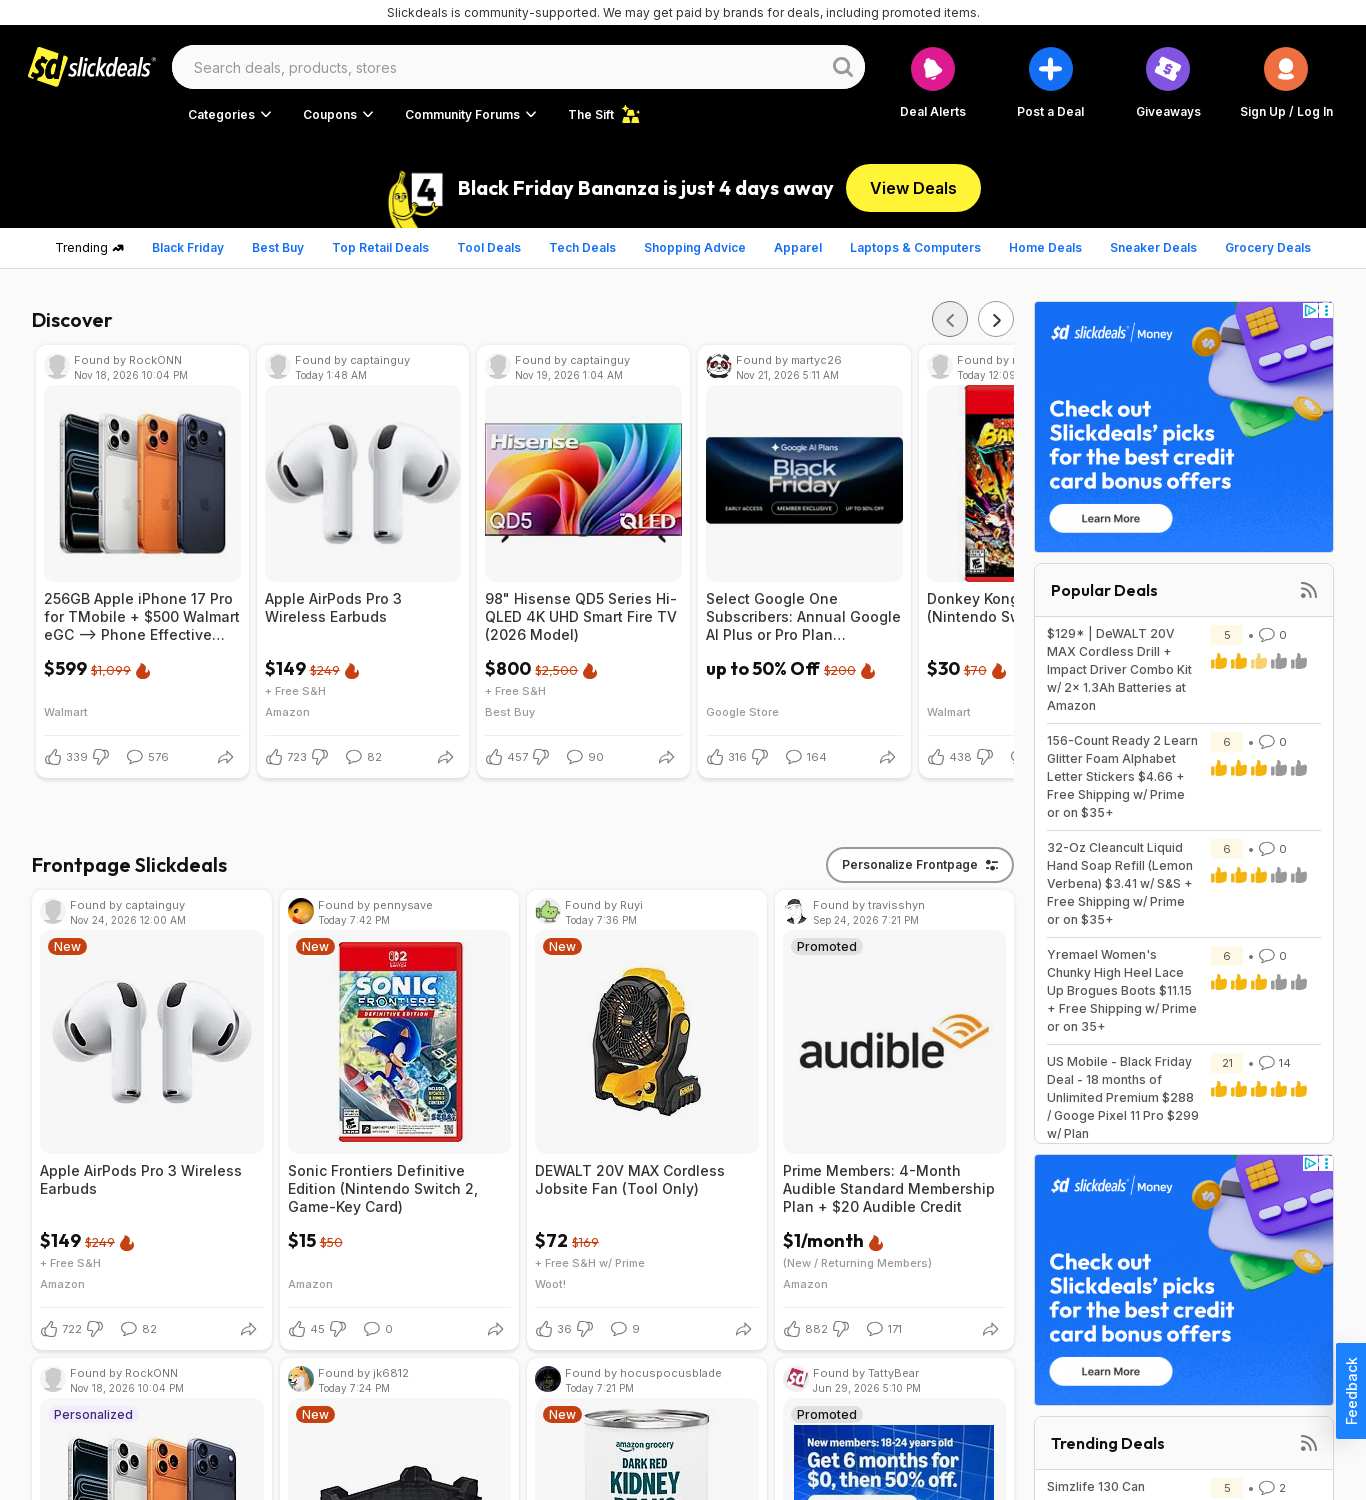 Slickdeals is community-supported. We may get paid by brands for deals, including promoted items.
sd slickdeals
Search deals, products, stores
Categories
Coupons
Community Forums
The Sift
Deal Alerts
Post a Deal
Giveaways
Sign Up / Log In
4
Black Friday Bananza is just 4 days away
View Deals
Trending
Black Friday
Best Buy
Top Retail Deals
Tool Deals
Tech Deals
Shopping Advice
Apparel
Laptops & Computers
Home Deals
Sneaker Deals
Grocery Deals
Discover
Found by RockONN
Nov 18, 2026 10:04 PM
256GB Apple iPhone 17 Pro
for TMobile + $500 Walmart
eGC --> Phone Effective...
$599 $1,099
Walmart
339
576
Found by captainguy
Today 1:48 AM
Apple AirPods Pro 3
Wireless Earbuds
$149 $249
+ Free S&H
Amazon
723
82
Found by captainguy
Nov 19, 2026 1:04 AM
Hisense
QD5
QLED
98" Hisense QD5 Series Hi-
QLED 4K UHD Smart Fire TV
(2026 Model)
$800 $2,500
+ Free S&H
Best Buy
457
90
Found by martyc26
Nov 21, 2026 5:11 AM
Google AI Plans
Black
Friday
EARLY ACCESS
MEMBER EXCLUSIVE
UP TO 50% OFF
Select Google One
Subscribers: Annual Google
AI Plus or Pro Plan...
up to 50% Off $200
Google Store
316
164
Found by
Today 12:09
Donkey Kong
(Nintendo Sw
$30 $70
Walmart
438
Frontpage Slickdeals
Personalize Frontpage
Found by captainguy
Nov 24, 2026 12:00 AM
New
Apple AirPods Pro 3 Wireless
Earbuds
$149 $249
+ Free S&H
Amazon
722
82
Found by pennysave
Today 7:42 PM
New
2
SONIC
FRONTIERS
DEFINITIVE EDITION
SEGA
Sonic Frontiers Definitive
Edition (Nintendo Switch 2,
Game-Key Card)
$15 $50
Amazon
45
0
Found by Ruyi
Today 7:36 PM
New
DEWALT 20V MAX Cordless
Jobsite Fan (Tool Only)
$72 $169
+ Free S&H w/ Prime
Woot!
36
9
Found by travisshyn
Sep 24, 2026 7:21 PM
Promoted
audible
Prime Members: 4-Month
Audible Standard Membership
Plan + $20 Audible Credit
$1/month
(New / Returning Members)
Amazon
882
171
Found by RockONN
Nov 18, 2026 10:04 PM
Personalized
Found by jk6812
Today 7:24 PM
New
Found by hocuspocusblade
Today 7:21 PM
New
amazon grocery
DARK RED
KIDNEY
BEANS
Found by TattyBear
Jun 29, 2026 5:10 PM
Promoted
New members: 18-24 years old
Get 6 months for
$0, then 50% off.
sd slickdeals | Money
Check out
Slickdeals' picks
for the best credit
card bonus offers
Learn More
Popular Deals
$129* | DeWALT 20V
MAX Cordless Drill +
Impact Driver Combo Kit
w/ 2x 1.3Ah Batteries at
Amazon
5 • 0
156-Count Ready 2 Learn
Glitter Foam Alphabet
Letter Stickers $4.66 +
Free Shipping w/ Prime
or on $35+
6 • 0
32-Oz Cleancult Liquid
Hand Soap Refill (Lemon
Verbena) $3.41 w/ S&S +
Free Shipping w/ Prime
or on $35+
6 • 0
Yremael Women's
Chunky High Heel Lace
Up Brogues Boots $11.15
+ Free Shipping w/ Prime
or on 35+
6 • 0
US Mobile - Black Friday
Deal - 18 months of
Unlimited Premium $288
/ Googe Pixel 11 Pro $299
w/ Plan
21 • 14
sd slickdeals | Money
Check out
Slickdeals' picks
for the best credit
card bonus offers
Learn More
Feedback
Trending Deals
Simzlife 130 Can
5 • 2